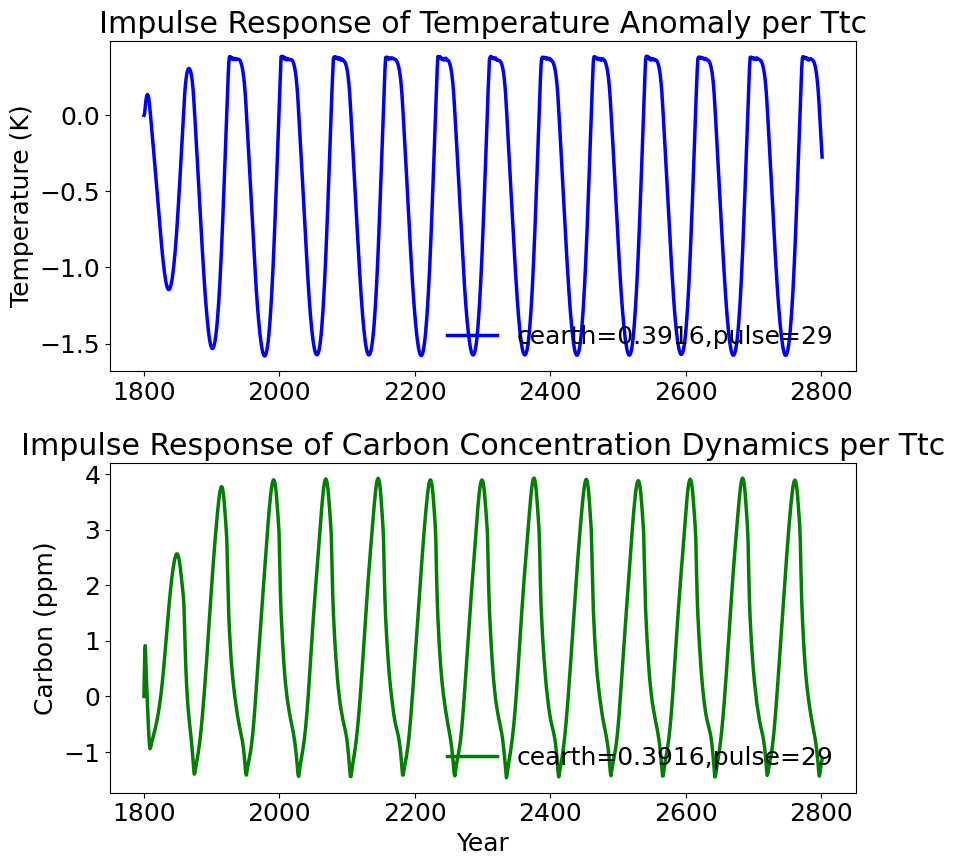 Impulse Response of Temperature Anomaly per Ttc
Temperature (K)
0.0
−0.5
−1.0
−1.5
cearth=0.3916,pulse=29
1800 2000 2200 2400 2600 2800
Impulse Response of Carbon Concentration Dynamics per Ttc
Carbon (ppm)
4
3
2
1
0
−1
cearth=0.3916,pulse=29
1800 2000 2200 2400 2600 2800
Year